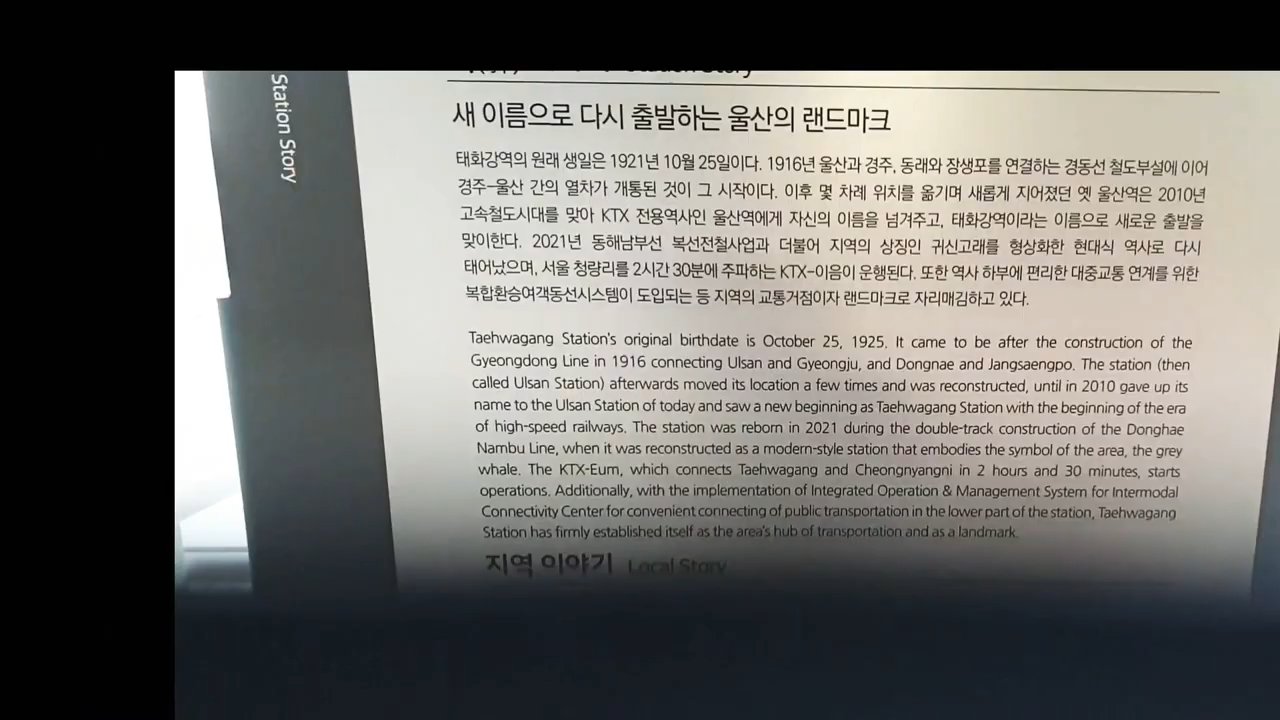 Station Story
Station Story
새 이름으로 다시 출발하는 울산의 랜드마크
태화강역의 원래 생일은 1921년 10월 25일이다. 1916년 울산과 경주, 동래와 장생포를 연결하는 경동선 철도부설에 이어
경주-울산 간의 열차가 개통된 것이 그 시작이다. 이후 몇 차례 위치를 옮기며 새롭게 지어졌던 옛 울산역은 2010년
고속철도시대를 맞아 KTX 전용역사인 울산역에게 자신의 이름을 넘겨주고, 태화강역이라는 이름으로 새로운 출발을
맞이한다. 2021년 동해남부선 복선전철사업과 더불어 지역의 상징인 귀신고래를 형상화한 현대식 역사로 다시
태어났으며, 서울 청량리를 2시간 30분에 주파하는 KTX-이음이 운행된다. 또한 역사 하부에 편리한 대중교통 연계를 위한
복합환승여객동선시스템이 도입되는 등 지역의 교통거점이자 랜드마크로 자리매김하고 있다.
Taehwagang Station's original birthdate is October 25, 1925. It came to be after the construction of the
Gyeongdong Line in 1916 connecting Ulsan and Gyeongju, and Dongnae and Jangsaengpo. The station (then
called Ulsan Station) afterwards moved its location a few times and was reconstructed, until in 2010 gave up its
name to the Ulsan Station of today and saw a new beginning as Taehwagang Station with the beginning of the era
of high-speed railways. The station was reborn in 2021 during the double-track construction of the Donghae
Nambu Line, when it was reconstructed as a modern-style station that embodies the symbol of the area, the grey
whale. The KTX-Eum, which connects Taehwagang and Cheongnyangni in 2 hours and 30 minutes, starts
operations. Additionally, with the implementation of Integrated Operation & Management System for Intermodal
Connectivity Center for convenient connecting of public transportation in the lower part of the station, Taehwagang
Station has firmly established itself as the area's hub of transportation and as a landmark.
지역 이야기 Local Story